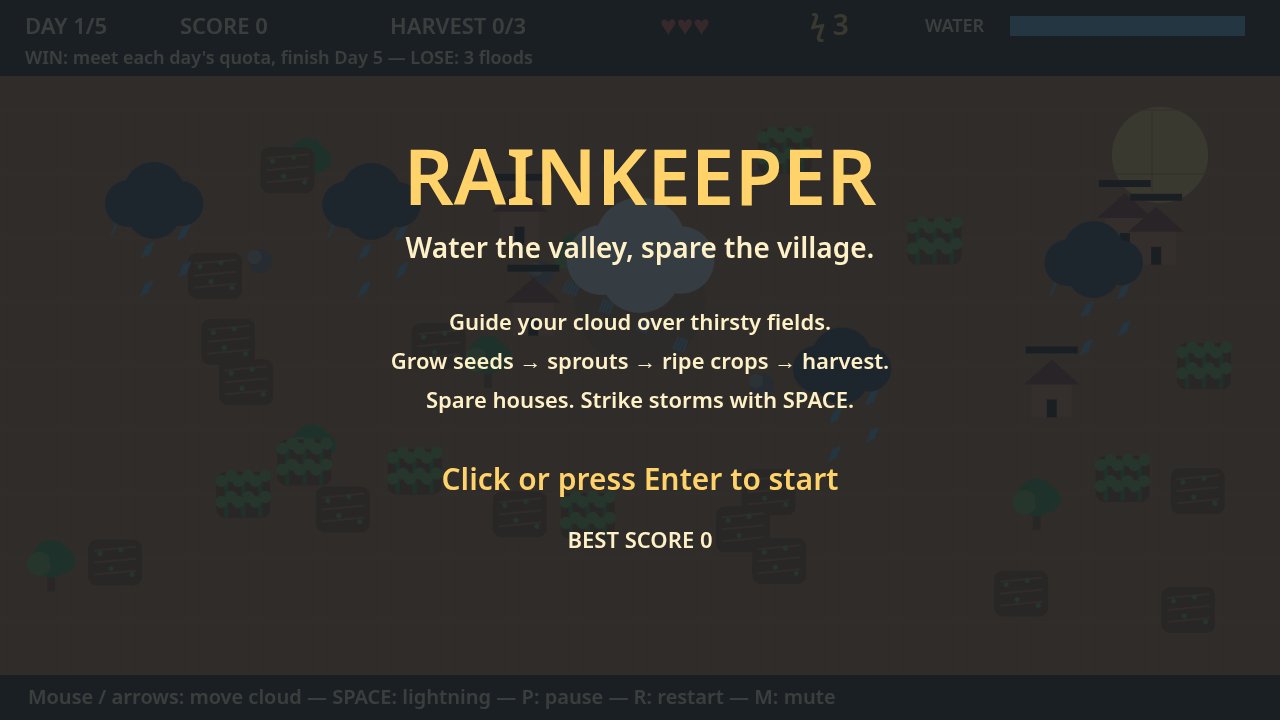 DAY 1/5 SCORE 0 HARVEST 0/3 ♥♥♥ 3 WATER
WIN: meet each day's quota, finish Day 5 — LOSE: 3 floods
RAINKEEPER
Water the valley, spare the village.
Guide your cloud over thirsty fields.
Grow seeds → sprouts → ripe crops → harvest.
Spare houses. Strike storms with SPACE.
Click or press Enter to start
BEST SCORE 0
Mouse / arrows: move cloud — SPACE: lightning — P: pause — R: restart — M: mute